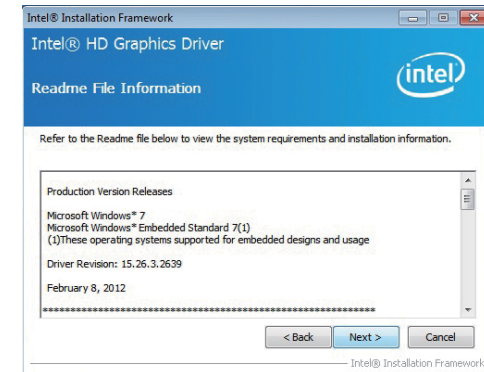 Intel® Installation Framework
Intel® HD Graphics Driver
intel
Readme File Information
Refer to the Readme file below to view the system requirements and installation information.
Production Version Releases
Microsoft Windows* 7
Microsoft Windows* Embedded Standard 7(1)
(1)These operating systems supported for embedded designs and usage
Driver Revision: 15.26.3.2639
February 8, 2012
************************************************************
< Back
Next >
Cancel
Intel® Installation Framework